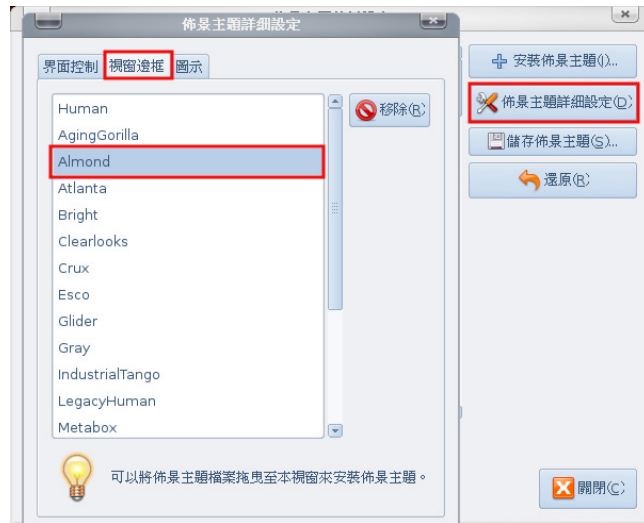 佈景主題詳細設定
界面控制 視窗邊框 圖示
Human
AgingGorilla
Almond
Atlanta
Bright
Clearlooks
Crux
Esco
Glider
Gray
IndustrialTango
LegacyHuman
Metabox
移除(R)
可以將佈景主題檔案拖曳至本視窗來安裝佈景主題。
安裝佈景主題(I)...
佈景主題詳細設定(D)
儲存佈景主題(S)...
還原(R)
關閉(C)